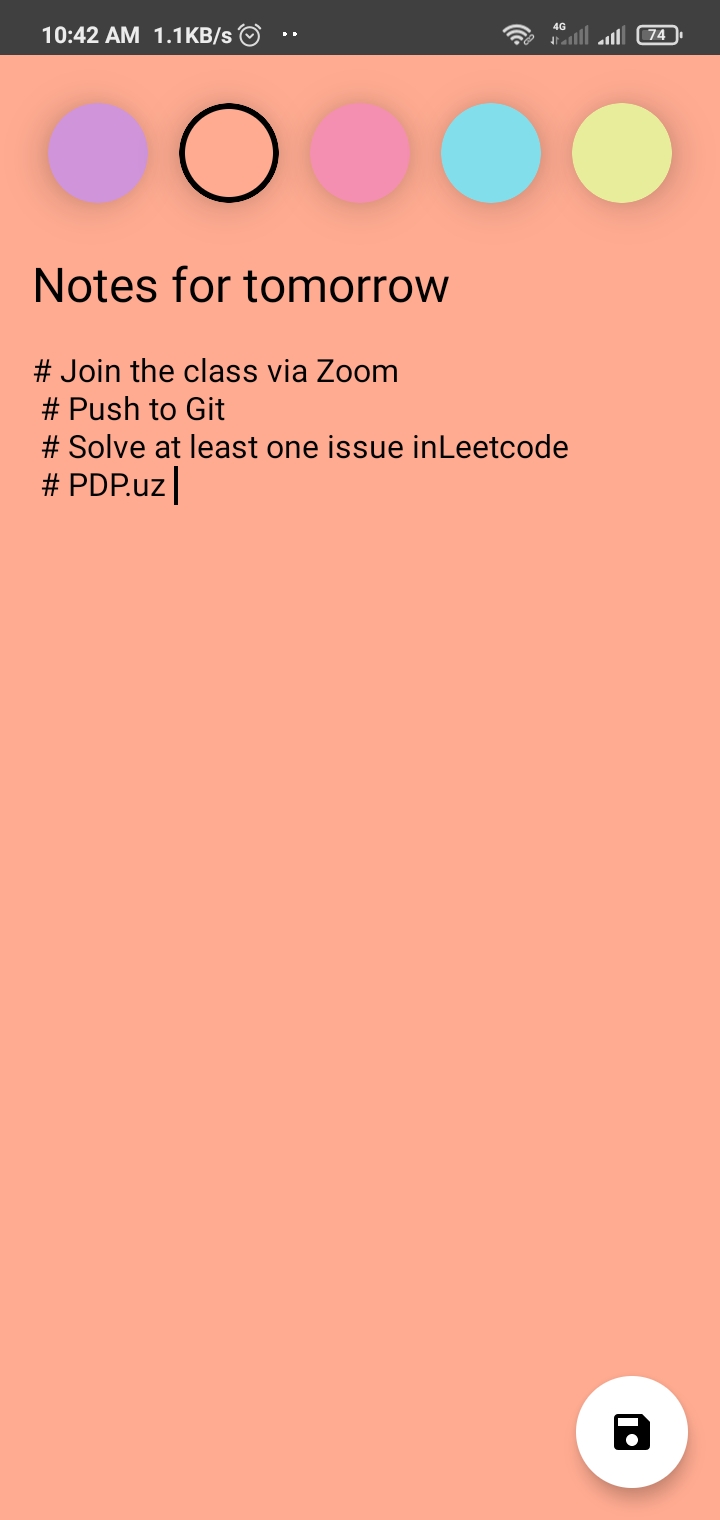 10:42 AM 1.1KB/s 4G 74
Notes for tomorrow
# Join the class via Zoom
# Push to Git
# Solve at least one issue inLeetcode
# PDP.uz